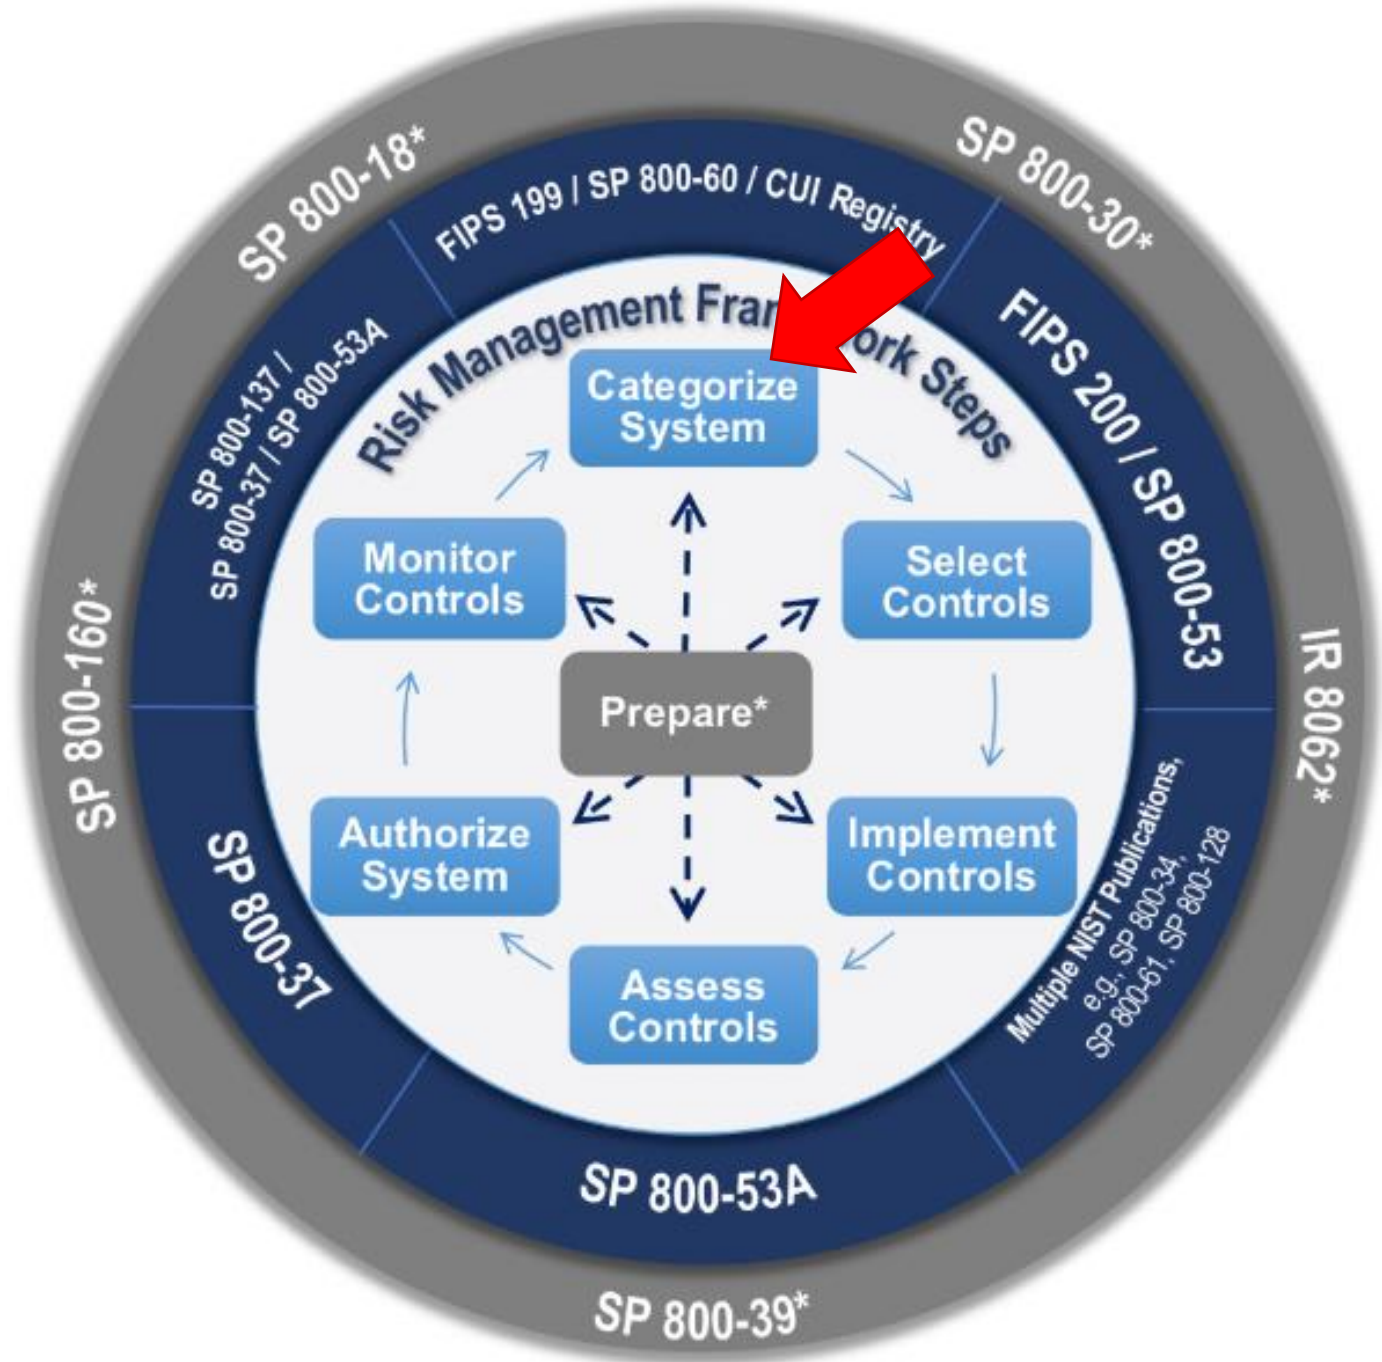 SP 800-18*
SP 800-30*
IR 8062*
SP 800-39*
SP 800-160*
FIPS 199 / SP 800-60 / CUI Registry
FIPS 200 / SP 800-53
Multiple NIST Publications,
e.g., SP 800-34,
SP 800-61, SP 800-128
SP 800-53A
SP 800-37
SP 800-137 /
SP 800-37 / SP 800-53A
Risk Management Fra ork Steps
Categorize
System
Select
Controls
Implement
Controls
Assess
Controls
Authorize
System
Monitor
Controls
Prepare*